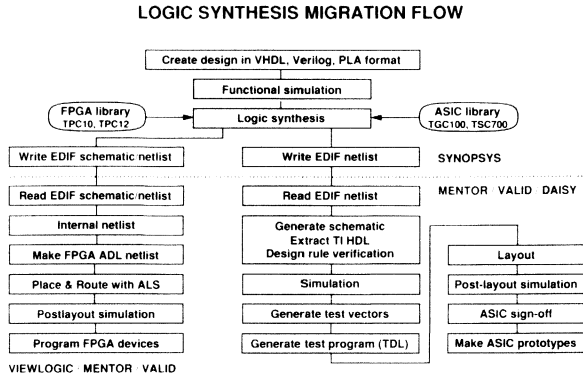 LOGIC SYNTHESIS MIGRATION FLOW
Create design in VHDL, Verilog, PLA format
Functional simulation
FPGA library
TPC10, TPC12
Logic synthesis
ASIC library
TGC100, TSC700
Write EDIF schematic/netlist
Write EDIF netlist
SYNOPSYS
MENTOR / VALID / DAISY
Read EDIF schematic/netlist
Internal netlist
Make FPGA ADL netlist
Place & Route with ALS
Postlayout simulation
Program FPGA devices
VIEWLOGIC / MENTOR / VALID
Read EDIF netlist
Generate schematic
Extract TI HDL
Design rule verification
Simulation
Generate test vectors
Generate test program (TDL)
Layout
Post-layout simulation
ASIC sign-off
Make ASIC prototypes